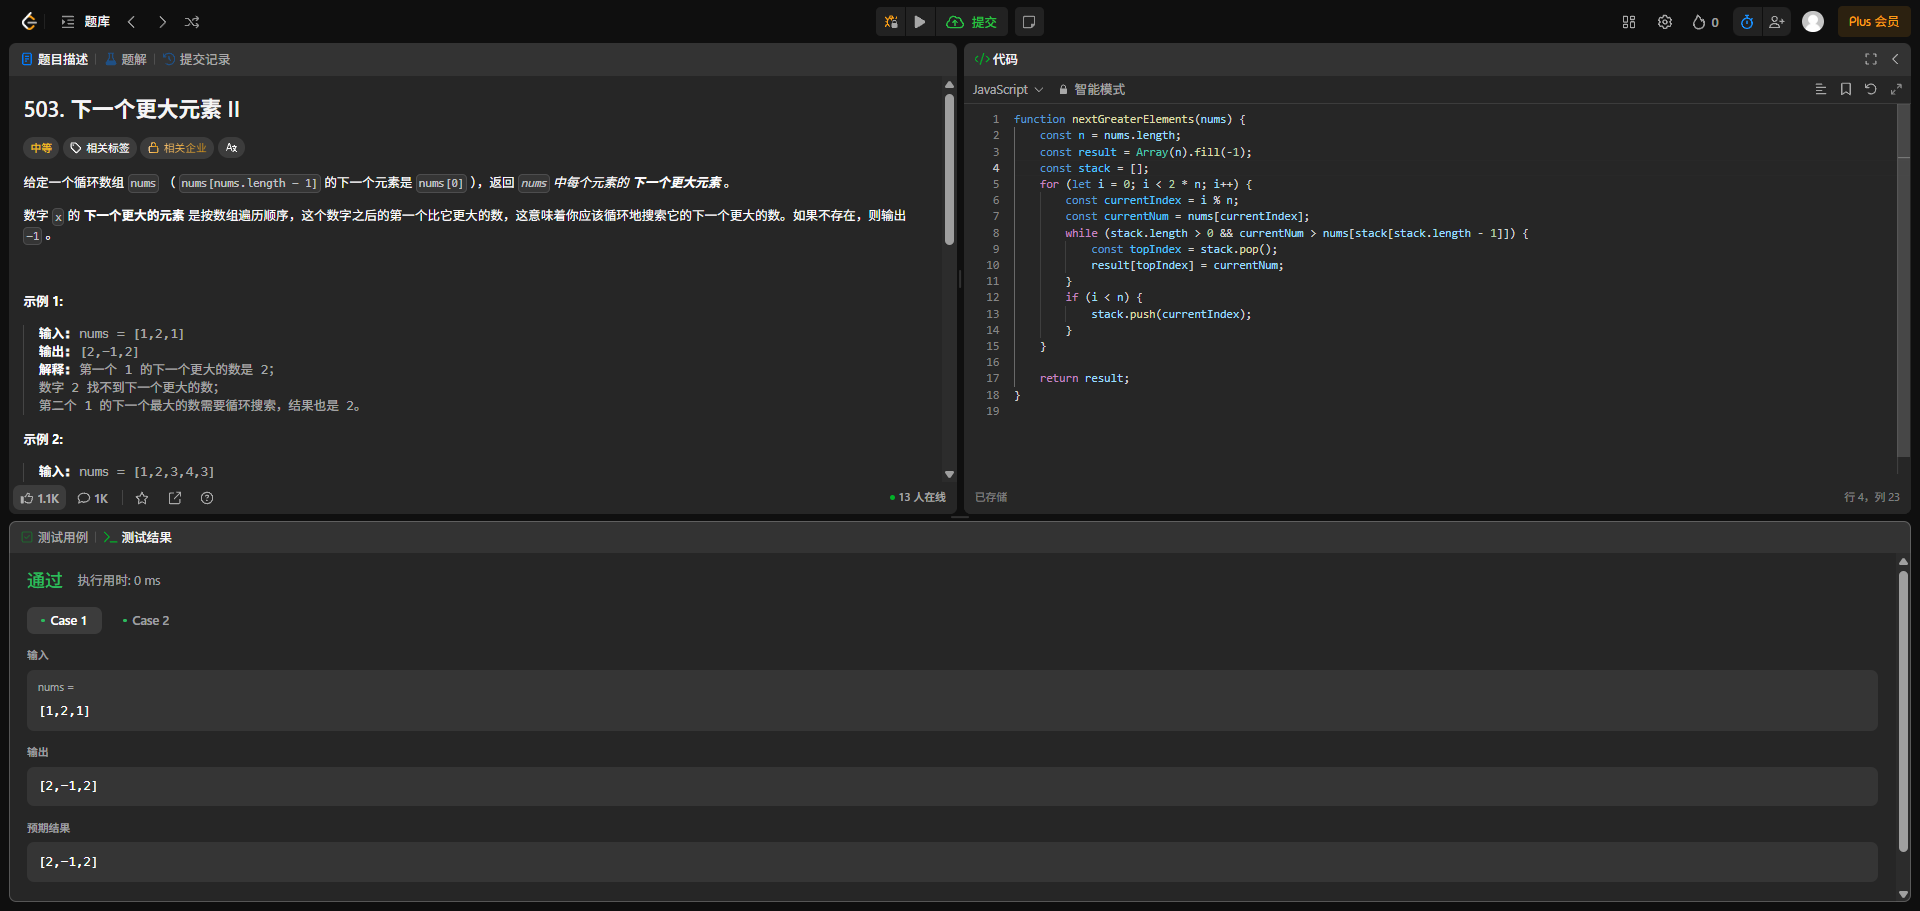 题库
提交
0
Plus 会员
题目描述
题解
提交记录
503. 下一个更大元素 II
中等
相关标签
相关企业
给定一个循环数组 nums （ nums[nums.length - 1] 的下一个元素是 nums[0] ），返回 nums 中每个元素的 下一个更大元素 。
数字 x 的 下一个更大的元素 是按数组遍历顺序，这个数字之后的第一个比它更大的数，这意味着你应该循环地搜索它的下一个更大的数。如果不存在，则输出
-1 。
示例 1:
输入: nums = [1,2,1]
输出: [2,-1,2]
解释: 第一个 1 的下一个更大的数是 2；
数字 2 找不到下一个更大的数；
第二个 1 的下一个最大的数需要循环搜索，结果也是 2。
示例 2:
输入: nums = [1,2,3,4,3]
1.1K
1K
13 人在线
</> 代码
JavaScript
智能模式
1 function nextGreaterElements(nums) {
2 const n = nums.length;
3 const result = Array(n).fill(-1);
4 const stack = [];
5 for (let i = 0; i < 2 * n; i++) {
6 const currentIndex = i % n;
7 const currentNum = nums[currentIndex];
8 while (stack.length > 0 && currentNum > nums[stack[stack.length - 1]]) {
9 const topIndex = stack.pop();
10 result[topIndex] = currentNum;
11 }
12 if (i < n) {
13 stack.push(currentIndex);
14 }
15 }
16
17 return result;
18 }
19
已存储
行 4，列 23
测试用例
测试结果
通过
执行用时: 0 ms
Case 1
Case 2
输入
nums =
[1,2,1]
输出
[2,-1,2]
预期结果
[2,-1,2]